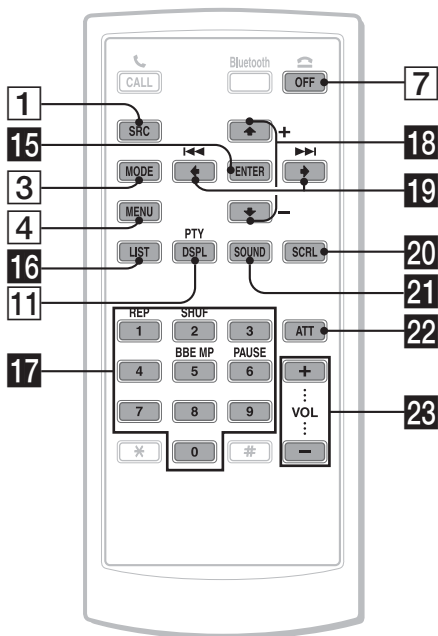 CALL
Bluetooth
OFF
7
1
SRC
+
18
15
MODE
ENTER
19
3
MENU
–
4
PTY
LIST
DSPL
SOUND
SCRL
20
16
11
21
REP
SHUF
1
2
3
ATT
22
17
BBE MP
PAUSE
4
5
6
+
7
8
9
VOL
23
*
0
#
–